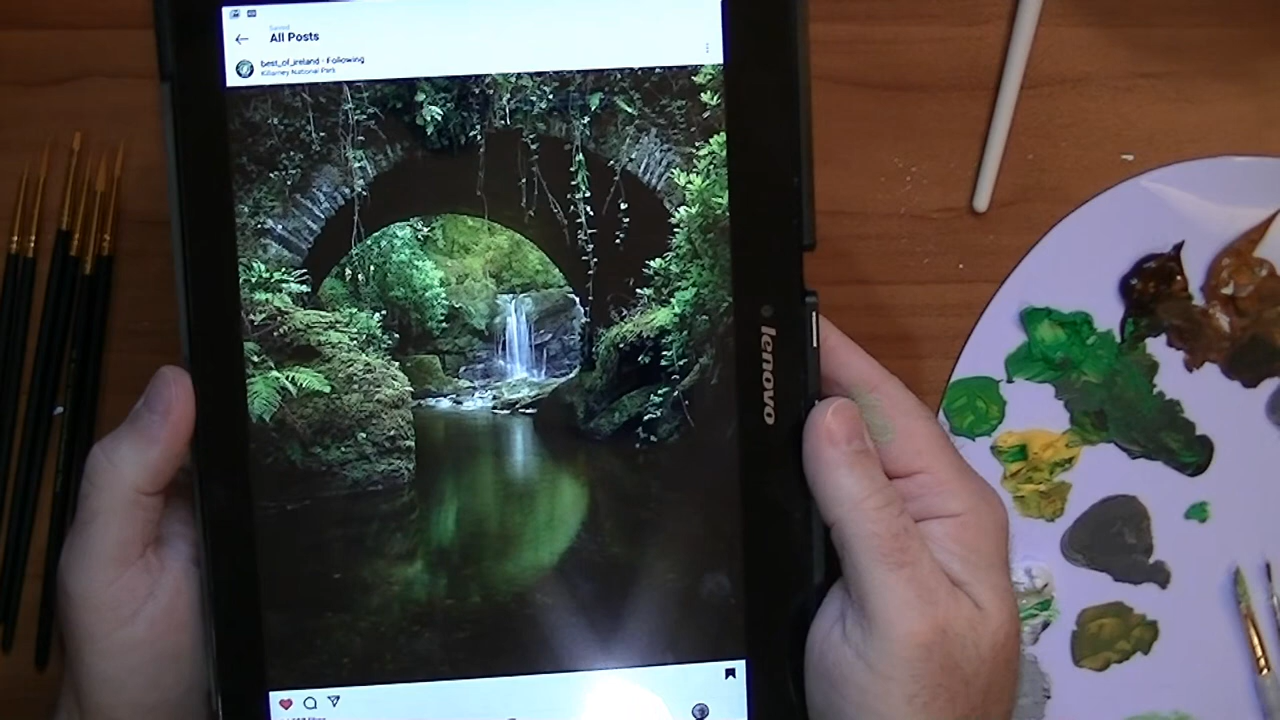 Saved
All Posts
best_of_ireland · Following
Killarney National Park
lenovo